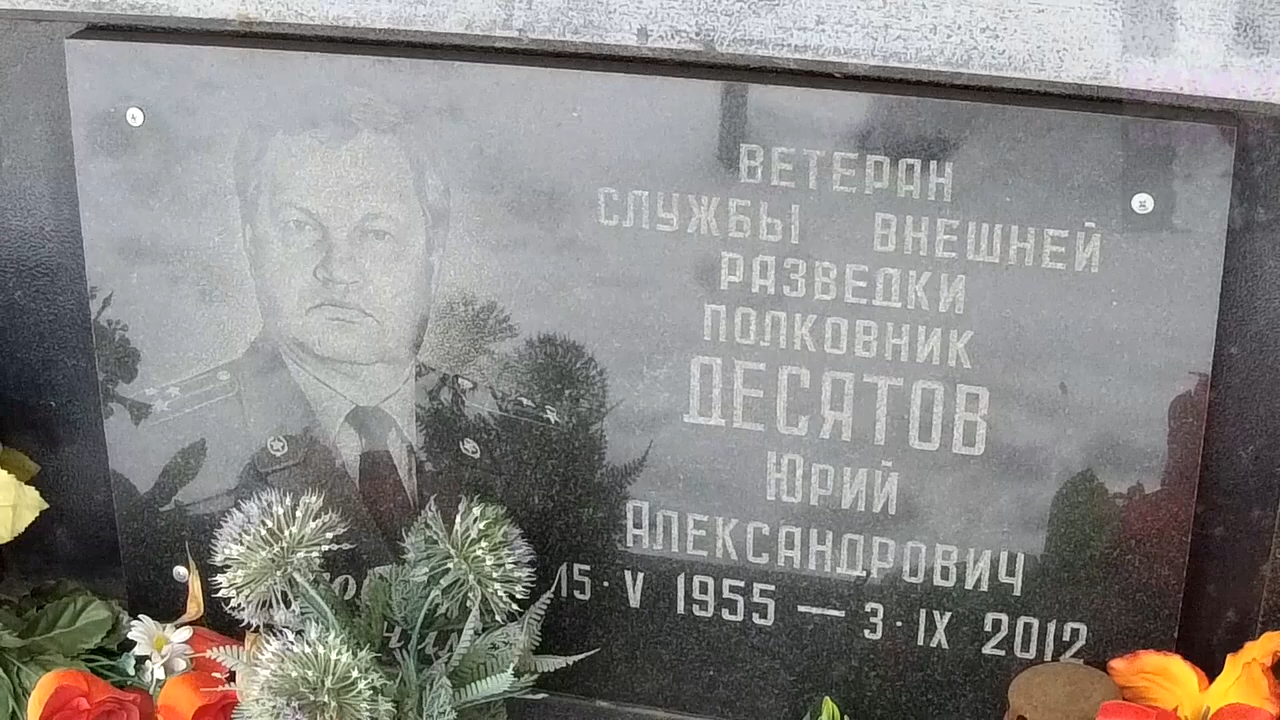 ВЕТЕРАН
СЛУЖБЫ ВНЕШНЕЙ
РАЗВЕДКИ
ПОЛКОВНИК
ДЕСЯТОВ
ЮРИЙ
АЛЕКСАНДРОВИЧ
15·V 1955 — 3·IX 2012